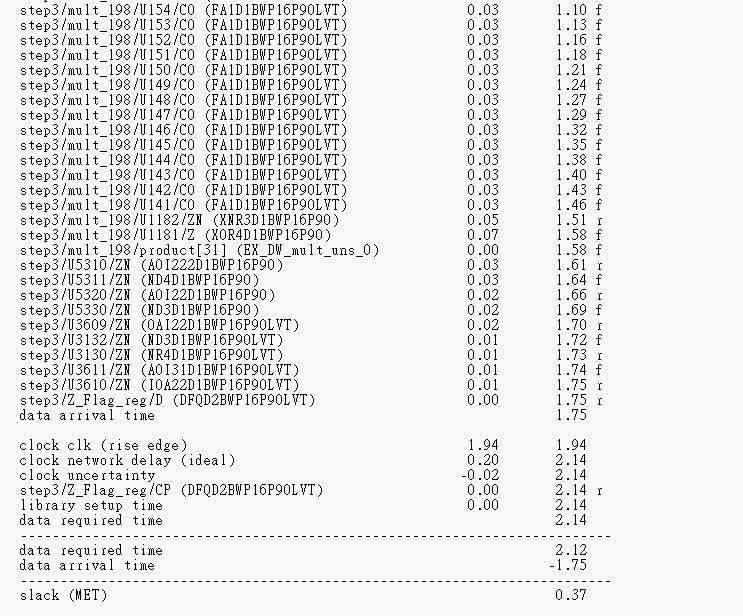 step3/mult_198/U154/CO (FA1D1BWP16P90LVT) 0.03 1.10 f
step3/mult_198/U153/CO (FA1D1BWP16P90LVT) 0.03 1.13 f
step3/mult_198/U152/CO (FA1D1BWP16P90LVT) 0.03 1.16 f
step3/mult_198/U151/CO (FA1D1BWP16P90LVT) 0.03 1.18 f
step3/mult_198/U150/CO (FA1D1BWP16P90LVT) 0.03 1.21 f
step3/mult_198/U149/CO (FA1D1BWP16P90LVT) 0.03 1.24 f
step3/mult_198/U148/CO (FA1D1BWP16P90LVT) 0.03 1.27 f
step3/mult_198/U147/CO (FA1D1BWP16P90LVT) 0.03 1.29 f
step3/mult_198/U146/CO (FA1D1BWP16P90LVT) 0.03 1.32 f
step3/mult_198/U145/CO (FA1D1BWP16P90LVT) 0.03 1.35 f
step3/mult_198/U144/CO (FA1D1BWP16P90LVT) 0.03 1.38 f
step3/mult_198/U143/CO (FA1D1BWP16P90LVT) 0.03 1.40 f
step3/mult_198/U142/CO (FA1D1BWP16P90LVT) 0.03 1.43 f
step3/mult_198/U141/CO (FA1D1BWP16P90LVT) 0.03 1.46 f
step3/mult_198/U1182/ZN (XNR3D1BWP16P90) 0.05 1.51 r
step3/mult_198/U1181/Z (XOR4D1BWP16P90) 0.07 1.58 f
step3/mult_198/product[31] (EX_DW_mult_uns_0) 0.00 1.58 f
step3/U5310/ZN (AOI222D1BWP16P90) 0.03 1.61 r
step3/U5311/ZN (ND4D1BWP16P90) 0.03 1.64 f
step3/U5320/ZN (AOI22D1BWP16P90) 0.02 1.66 r
step3/U5330/ZN (ND3D1BWP16P90) 0.02 1.69 f
step3/U3609/ZN (OAI22D1BWP16P90LVT) 0.02 1.70 r
step3/U3132/ZN (ND3D1BWP16P90LVT) 0.01 1.72 f
step3/U3130/ZN (NR4D1BWP16P90LVT) 0.01 1.73 r
step3/U3611/ZN (AOI31D1BWP16P90LVT) 0.01 1.74 f
step3/U3610/ZN (IOA22D1BWP16P90LVT) 0.01 1.75 r
step3/Z_Flag_reg/D (DFQD2BWP16P90LVT) 0.00 1.75 r
data arrival time 1.75
clock clk (rise edge) 1.94 1.94
clock network delay (ideal) 0.20 2.14
clock uncertainty -0.02 2.14
step3/Z_Flag_reg/CP (DFQD2BWP16P90LVT) 0.00 2.14 r
library setup time 0.00 2.14
data required time 2.14
--------------------------------------------------------------------------
data required time 2.12
data arrival time -1.75
--------------------------------------------------------------------------
slack (MET) 0.37